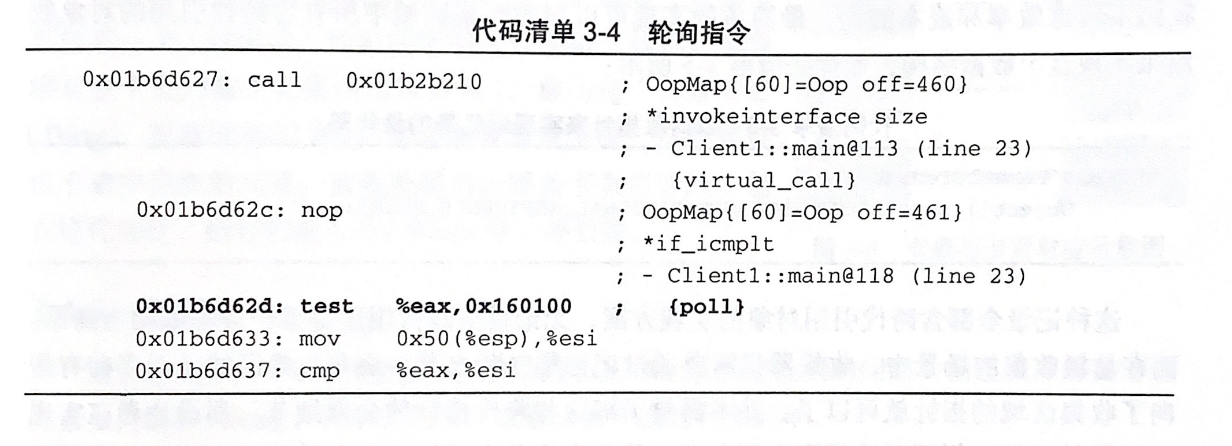 代码清单 3-4 轮询指令
0x01b6d627: call 0x01b2b210 ; OopMap{[60]=Oop off=460}
; *invokeinterface size
; - Client1::main@113 (line 23)
; {virtual_call}
0x01b6d62c: nop ; OopMap{[60]=Oop off=461}
; *if_icmplt
; - Client1::main@118 (line 23)
0x01b6d62d: test %eax,0x160100 ; {poll}
0x01b6d633: mov 0x50(%esp),%esi
0x01b6d637: cmp %eax,%esi